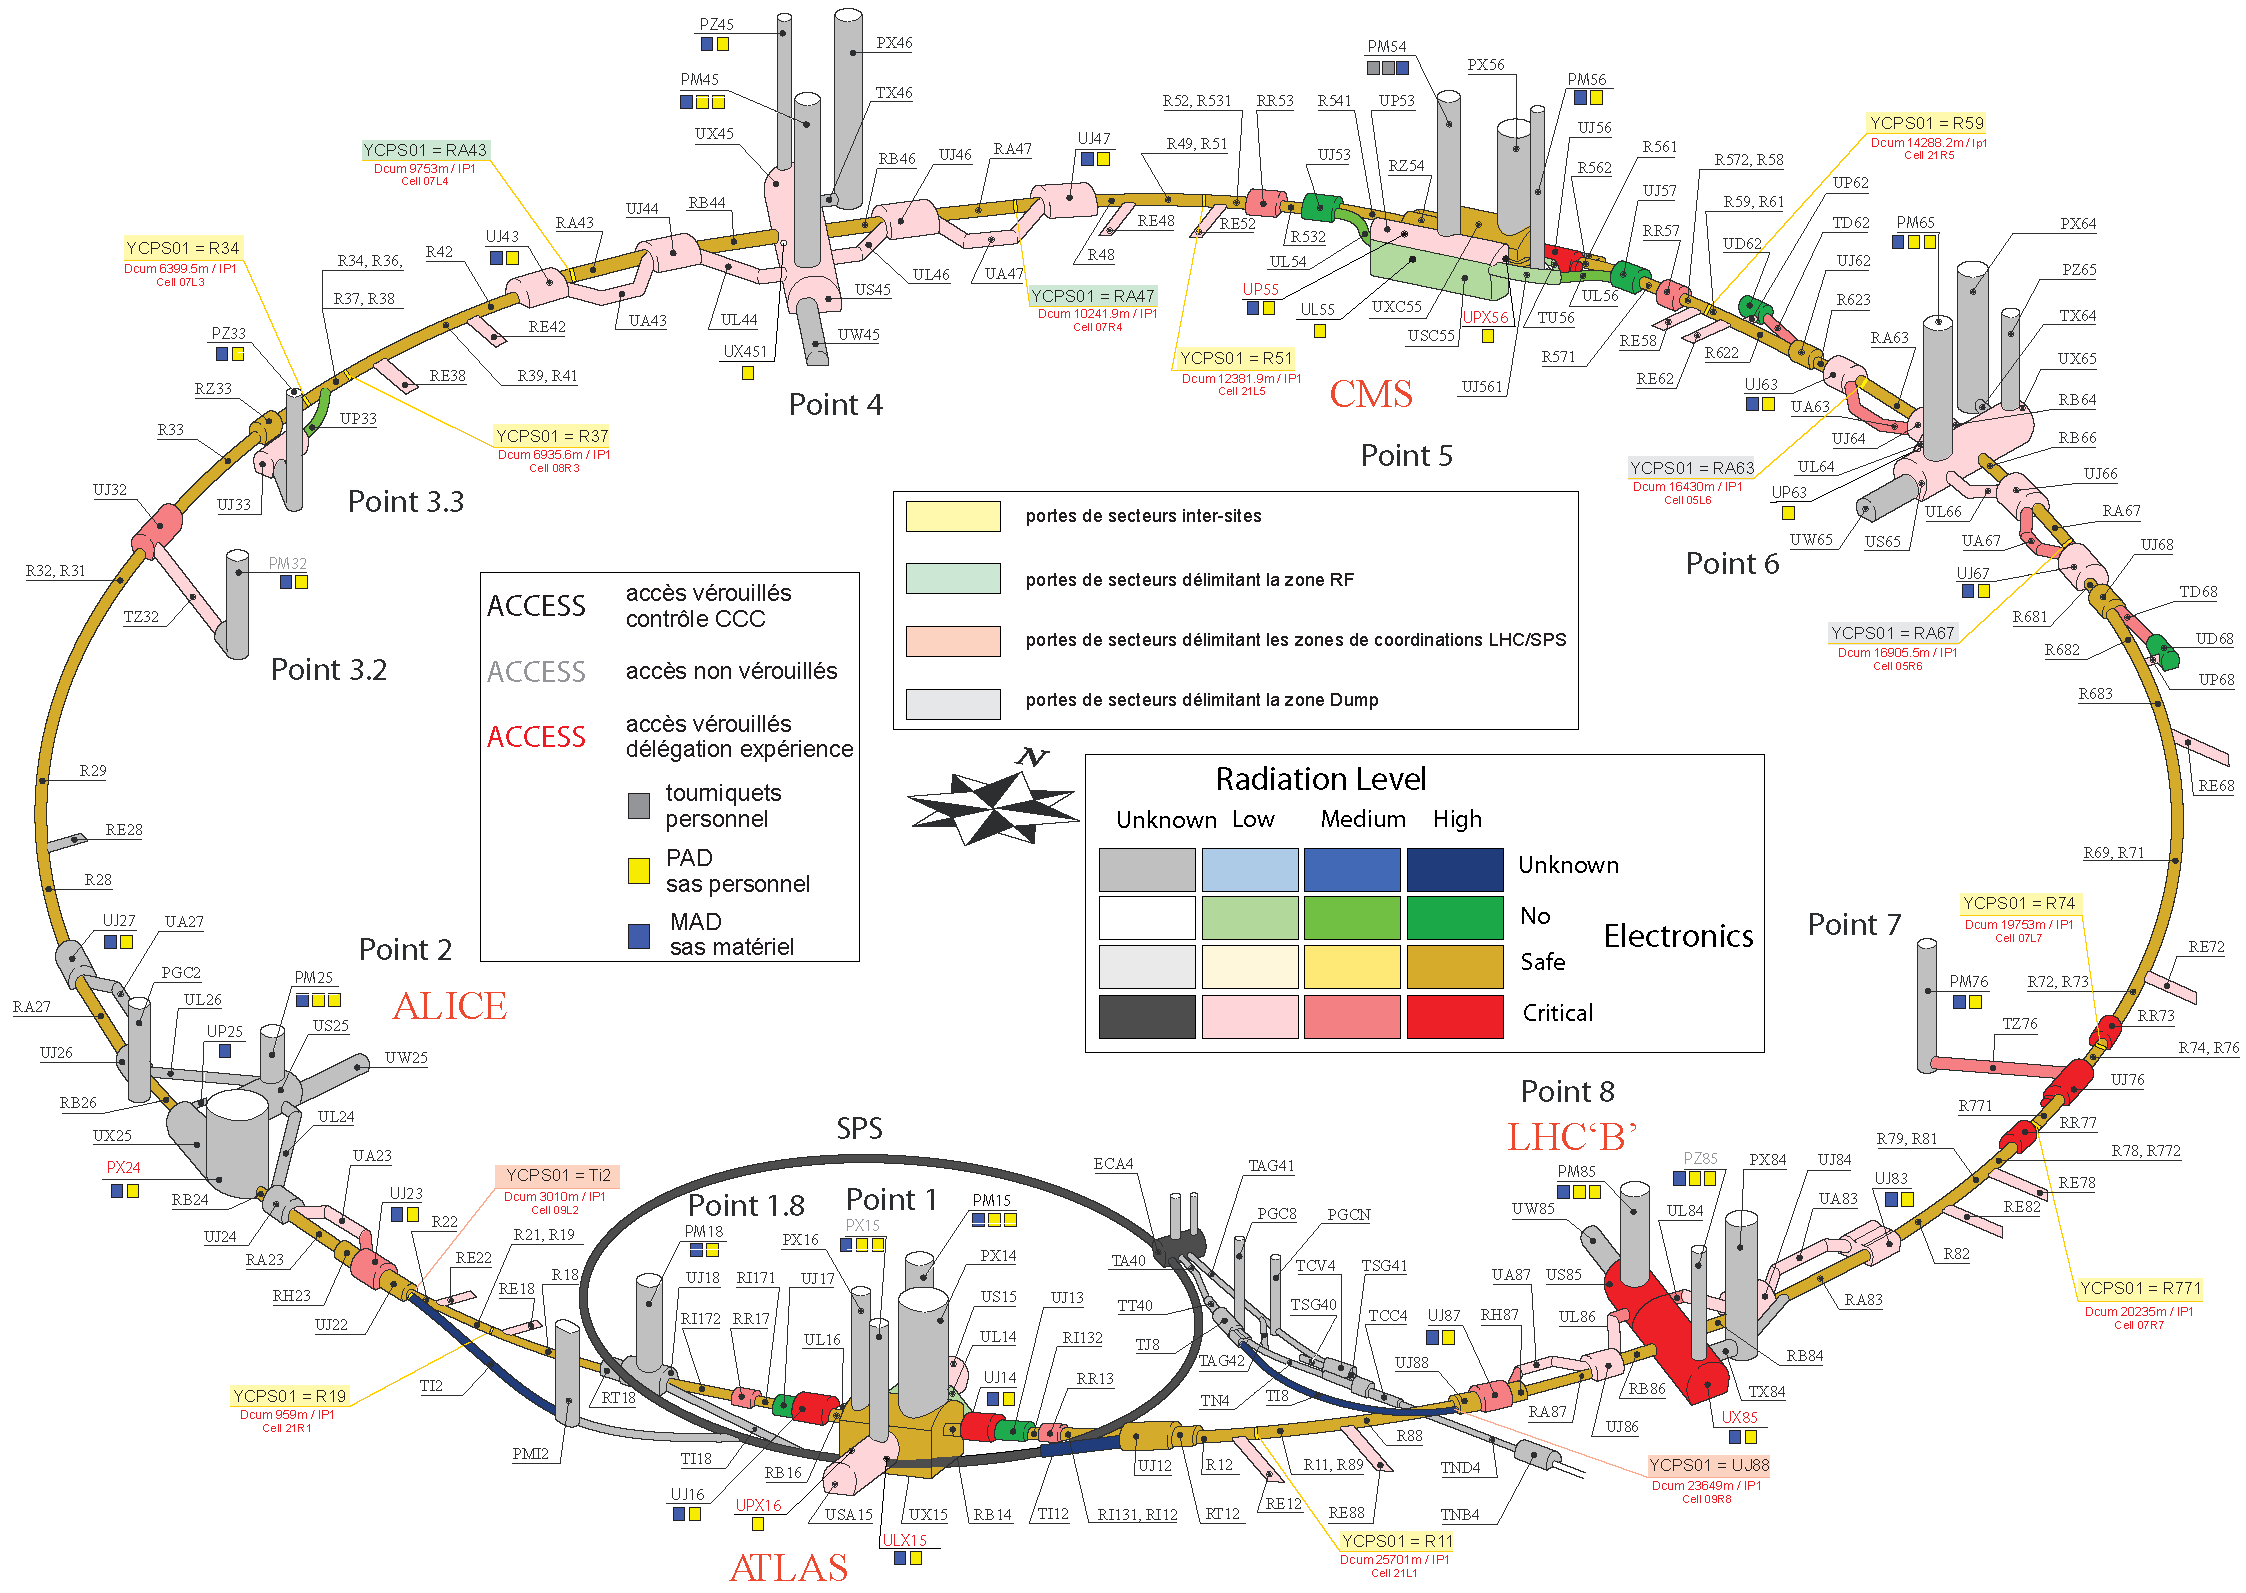 PZ45
PX46
PM45
TX46
UX45
RB46
UJ46
RA47
UJ47
R49, R51
R52, R531
RR53
R541
UP53
UJ53
RZ54
PM54
PX56
PM56
UJ56
R561
R562
UJ57
R572, R58
RR57
R59, R61
UP62
UD62
TD62
UJ62
R623
RA63
PM65
PX64
PZ65
TX64
UX65
RB64
RB66
UJ66
RA67
UJ68
TD68
UD68
UP68
YCPS01 = RA43
Dcum 9753m / IP1
Cell 07L4
YCPS01 = R34
Dcum 6399.5m / IP1
Cell 07L3
YCPS01 = R59
Dcum 14288.2m / Ip1
Cell 21R5
R34, R36,
R37, R38
R42
UJ43
RA43
UJ44
RB44
PZ33
RZ33
R33
UJ32
UP33
UJ33
RE38
R39, R41
RE42
UA43
UL44
UX451
UW45
US45
UL46
UA47
R48
RE48
RE52
R532
UL54
UP55
UL55
UXC55
USC55
UPX56
UJ561
TU56
UL56
R571
RE58
RE62
R622
UJ63
UA63
UJ64
UL64
UP63
UW65
US65
UL66
UA67
UJ67
R681
R682
R683
YCPS01 = RA47
Dcum 10241.9m / IP1
Cell 07R4
YCPS01 = R51
Dcum 12381.9m / IP1
Cell 21L5
YCPS01 = R37
Dcum 6935.6m / IP1
Cell 08R3
YCPS01 = RA63
Dcum 16430m / IP1
Cell 05L6
YCPS01 = RA67
Dcum 16905.5m / IP1
Cell 05R6
CMS
Point 4
Point 5
Point 3.3
Point 3.2
Point 6
PM32
R32, R31
TZ32
R29
RE28
R28
RE68
R69, R71
ACCESS
accès vérouillés
contrôle CCC
ACCESS
accès non vérouillés
ACCESS
accès vérouillés
délégation expérience
tourniquets
personnel
PAD
sas personnel
MAD
sas matériel
portes de secteurs inter-sites
portes de secteurs délimitant la zone RF
portes de secteurs délimitant les zones de coordinations LHC/SPS
portes de secteurs délimitant la zone Dump
N
Radiation Level
Unknown Low Medium High
Unknown
No
Safe
Critical
Electronics
Point 7
YCPS01 = R74
Dcum 19753m / IP1
Cell 07L7
RE72
R72, R73
RR73
R74, R76
PM76
TZ76
UJ76
R771
RR77
R79, R81
R78, R772
RE78
RE82
R82
UJ27
UA27
PGC2
UL26
RA27
UJ26
UP25
PM25
US25
UW25
Point 2
ALICE
RB26
UX25
PX24
RB24
UL24
UA23
UJ24
RA23
RH23
UJ23
UJ22
R22
RE22
RE18
R21, R19
R18
YCPS01 = Ti2
Dcum 3010m / IP1
Cell 09L2
YCPS01 = R19
Dcum 959m / IP1
Cell 21R1
SPS
Point 1.8
Point 1
PM18
PX15
PM15
PX16
PX14
UJ18
RI171
UJ17
RI172
RR17
UL16
US15
UL14
UJ13
RI132
UJ14
RR13
TI2
PMI2
RT18
TI18
RB16
UJ16
UPX16
USA15
UX15
ULX15
RB14
TI12
RI131, RI12
UJ12
RT12
R12
RE12
R11, R89
RE88
R88
ATLAS
YCPS01 = R11
Dcum 25701m / IP1
Cell 21L1
ECA4
TAG41
PGC8
PGCN
TA40
TT40
TJ8
TAG42
TN4
TI8
TCV4
TSG40
TSG41
TCC4
TND4
TNB4
UJ87
UJ88
RH87
UA87
RA87
UJ86
RB86
UL86
US85
UW85
PM85
Point 8
LHC‘B’
PZ85
PX84
UJ84
UL84
UA83
UJ83
RA83
RB84
TX84
UX85
YCPS01 = R771
Dcum 20235m / IP1
Cell 07R7
YCPS01 = UJ88
Dcum 23649m / IP1
Cell 09R8